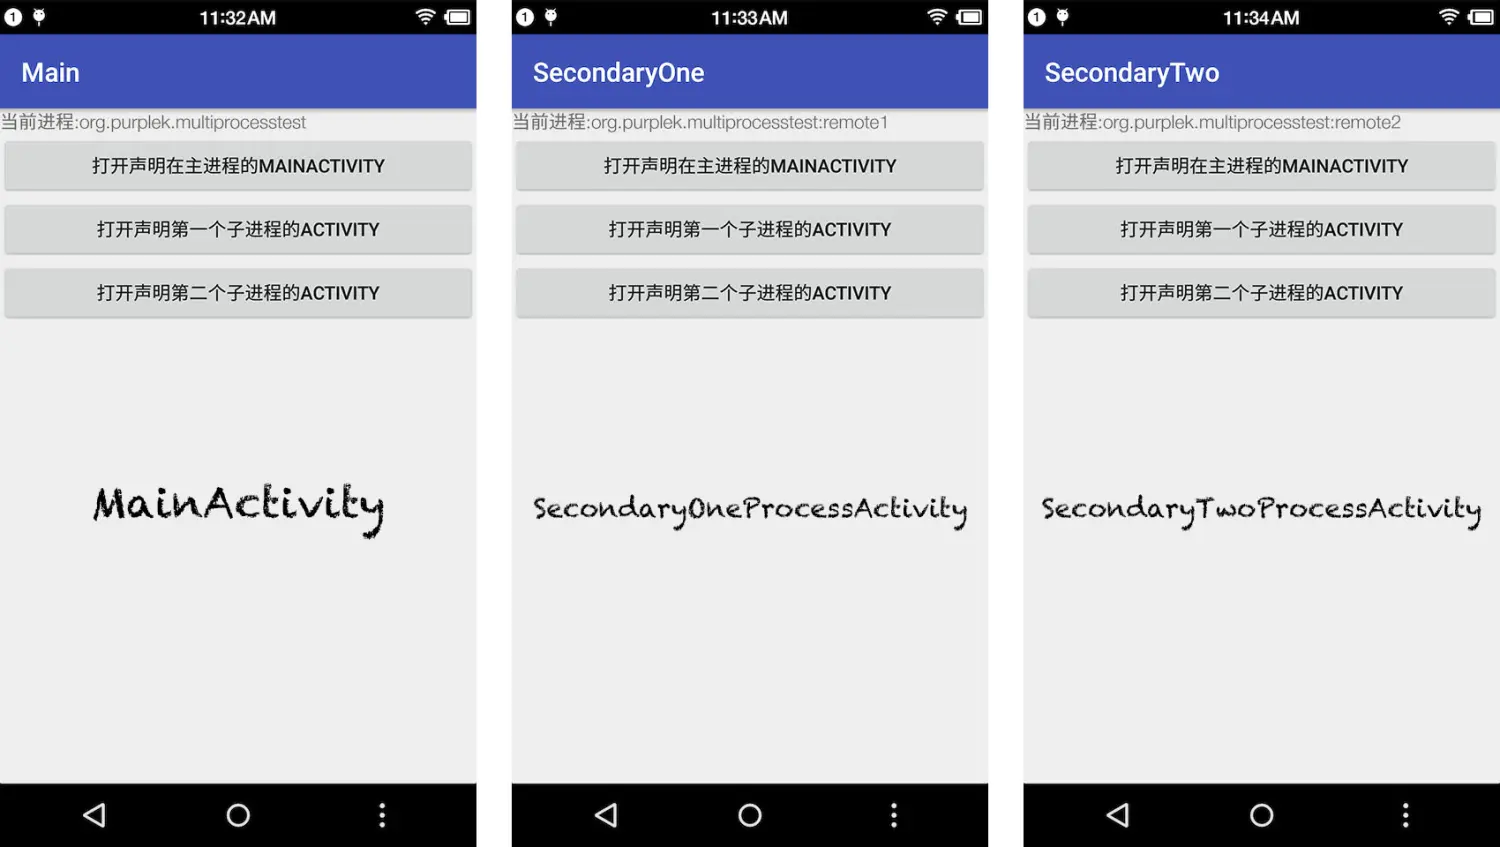 1 11:32AM
Main
当前进程:org.purplek.multiprocesstest
打开声明在主进程的MAINACTIVITY
打开声明第一个子进程的ACTIVITY
打开声明第二个子进程的ACTIVITY
MainActivity
1 11:33AM
SecondaryOne
当前进程:org.purplek.multiprocesstest:remote1
打开声明在主进程的MAINACTIVITY
打开声明第一个子进程的ACTIVITY
打开声明第二个子进程的ACTIVITY
SecondaryOneProcessActivity
1 11:34AM
SecondaryTwo
当前进程:org.purplek.multiprocesstest:remote2
打开声明在主进程的MAINACTIVITY
打开声明第一个子进程的ACTIVITY
打开声明第二个子进程的ACTIVITY
SecondaryTwoProcessActivity